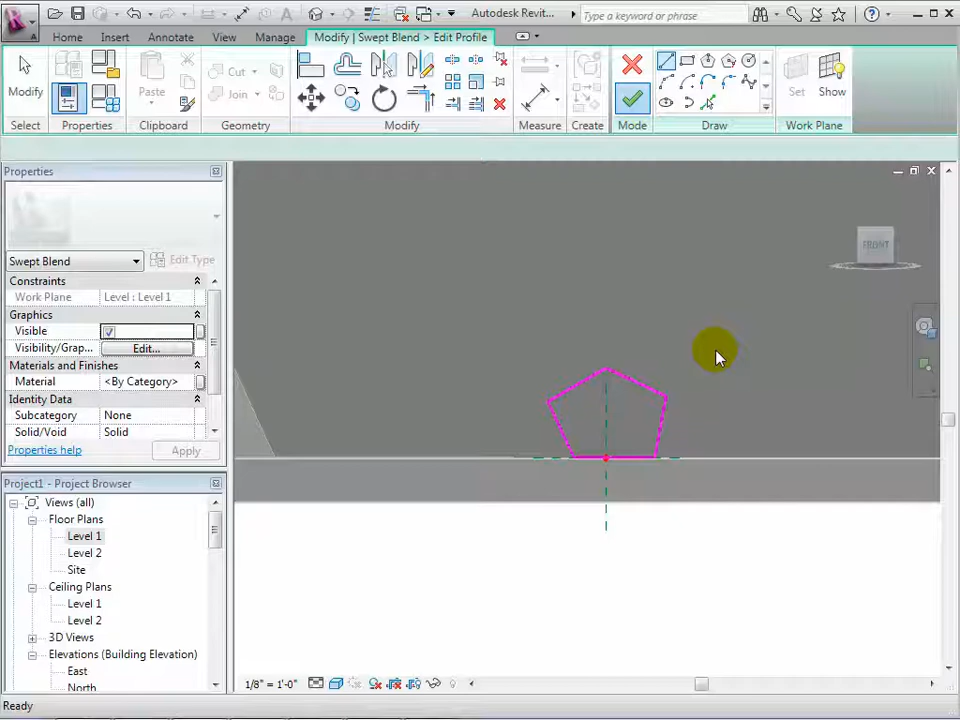 Autodesk Revit...
Type a keyword or phrase
Home
Insert
Annotate
View
Manage
Modify | Swept Blend > Edit Profile
Modify
Paste
Cut
Join
Set
Show
Select
Properties
Clipboard
Geometry
Modify
Measure
Create
Mode
Draw
Work Plane
Properties
Swept Blend
Edit Type
Constraints
Work Plane
Level : Level 1
Graphics
Visible
Visibility/Grap...
Edit...
Materials and Finishes
Material
<By Category>
Identity Data
Subcategory
None
Solid/Void
Solid
Properties help
Apply
Project1 - Project Browser
Views (all)
Floor Plans
Level 1
Level 2
Site
Ceiling Plans
Level 1
Level 2
3D Views
Elevations (Building Elevation)
East
North
FRONT
1/8" = 1'-0"
Ready